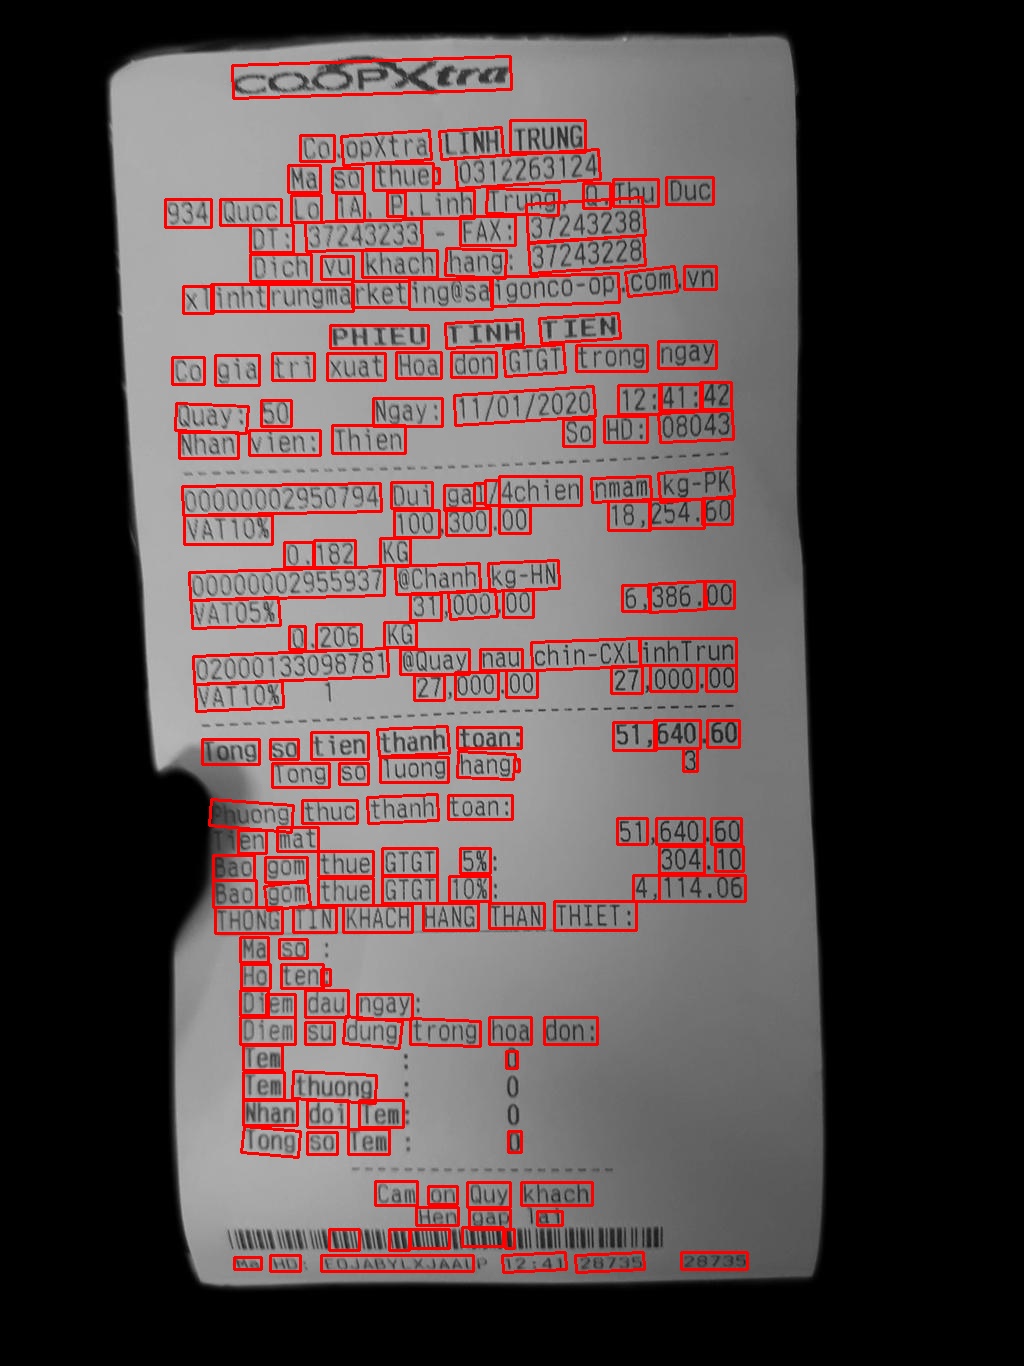 COOPXtra
Co.opXtra LINH TRUNG
Ma so thue: 0312263124
934 Quoc Lo 1A, P.Linh Trung, Q.Thu Duc
DT: 37243233 - FAX: 37243238
Dich vu khach hang: 37243228
xlinhtrungmarketing@saigonco-op.com.vn
PHIEU TINH TIEN
Co gia tri xuat Hoa don GTGT trong ngay
Quay: 50 Ngay: 11/01/2020 12:41:42
Nhan vien: Thien So HD: 08043
00000002950794 Dui ga1/4chien nmam kg-PK
VAT10% 100,300.00 18,254.60
0.182 KG
00000002955937 @Chanh kg-HN
VAT05% 31,000.00 6,386.00
0.206 KG
02000133098781 @Quay nau chin-CXLinhTrun
VAT10% 1 27,000.00 27,000.00
Tong so tien thanh toan: 51,640.60
Tong so luong hang: 3
Phuong thuc thanh toan:
Tien mat 51,640.60
Bao gom thue GTGT 5%: 304.10
Bao gom thue GTGT 10%: 4,114.06
THONG TIN KHACH HANG THAN THIET:
Ma so :
Ho ten:
Diem dau ngay:
Diem su dung trong hoa don:
Tem : 0
Tem thuong : 0
Nhan doi Tem: 0
Tong so Tem : 0
Cam on Quy khach
Hen gap lai
Ma HD: 12:41 28735 28735